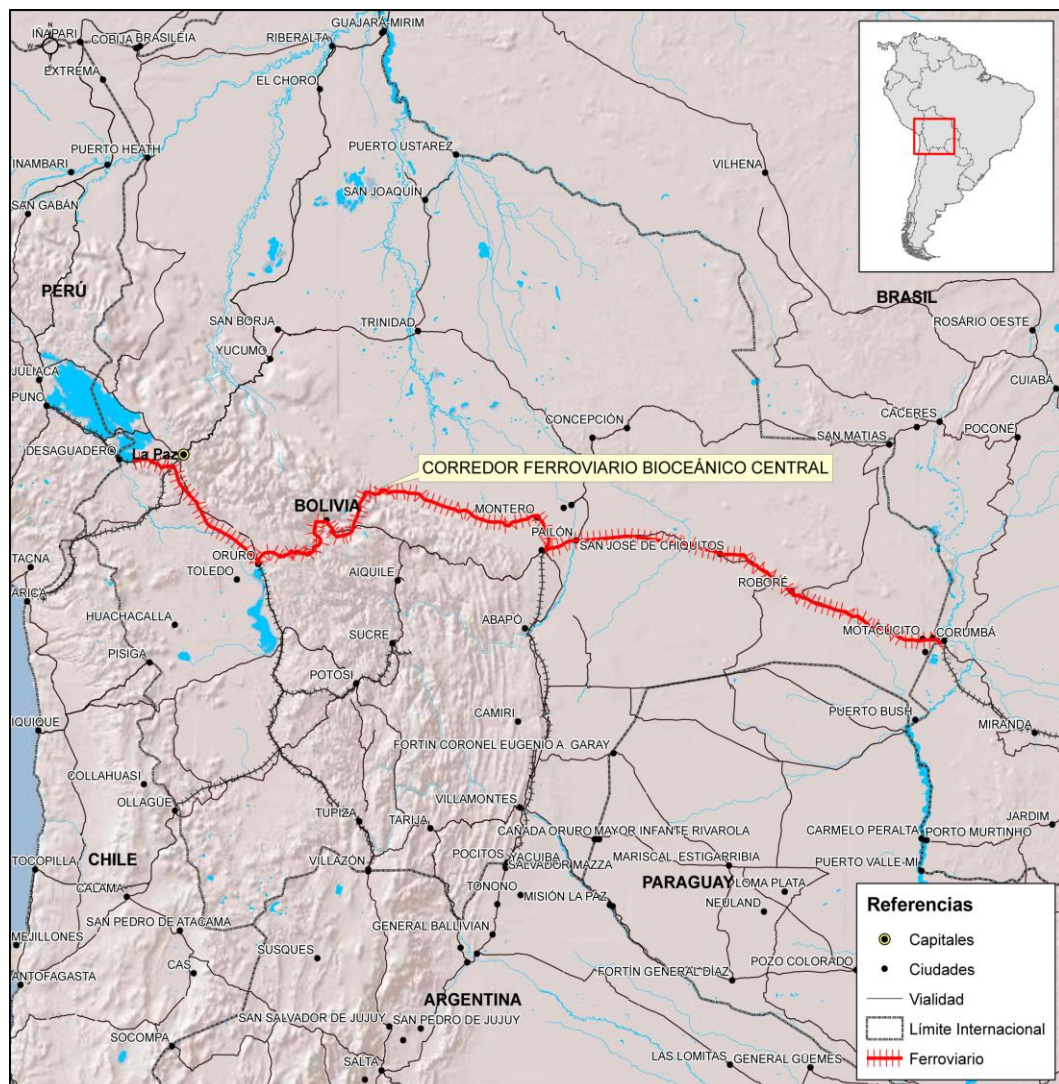 GUAJARÁ-MIRIM
IÑAPARI
COBIJA
BRASILÉIA
RIBERALTA
N
W
EXTREMA
EL CHORO
PUERTO USTAREZ
PUERTO HEATH
INAMBARI
VILHENA
SAN JOAQUÍN
SAN GABÁN
PERÚ
BRASIL
SAN BORJA
TRINIDAD
ROSÁRIO OESTE
YUCUMO
JULIACA
CUIABÁ
PUNO
CONCEPCIÓN
CÁCERES
POCONÉ
SAN MATIAS
DESAGUADERO
La Paz
CORREDOR FERROVIARIO BIOCEÁNICO CENTRAL
BOLIVIA
MONTERO
PAILÓN
SAN JOSÉ DE CHIQUITOS
ORURO
TACNA
TOLEDO
AIQUILE
ROBORÉ
ARICA
HUACHACALLA
ABAPÓ
MOTACUCITO
CORUMBÁ
SUCRE
PISIGA
POTOSI
PUERTO BUSH
IQUIQUE
CAMIRI
MIRANDA
FORTIN CORONEL EUGENIO A. GARAY
COLLAHUASI
OLLAGÜE
VILLAMONTES
TUPIZA
TARIJA
CAÑADA ORURO
MAYOR INFANTE RIVAROLA
CARMELO PERALTA
PORTO MURTINHO
JARDIM
CHILE
TOCOPILLA
VILLAZÓN
POCITOS
YACUIBA
SALVADOR MAZZA
MARISCAL ESTIGARRIBIA
PUERTO VALLE-MI
CALAMA
TONONO
MISIÓN LA PAZ
PARAGUAY
LOMA PLATA
NEULAND
SAN PEDRO DE ATACAMA
MEJILLONES
SUSQUES
GENERAL BALLIVIAN
CAS
POZO COLORADO
ANTOFAGASTA
FORTÍN GENERAL DÍAZ
ARGENTINA
SAN SALVADOR DE JUJUY
SAN PEDRO DE JUJUY
SOCOMPA
SALTA
LAS LOMITAS
GENERAL GÜEMES
Referencias
Capitales
Ciudades
Vialidad
Límite Internacional
Ferroviario